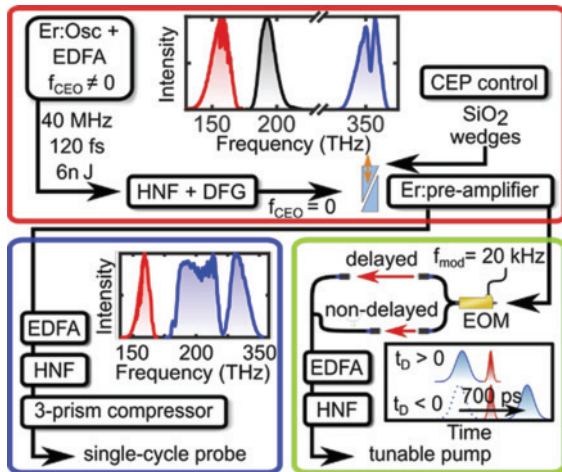 Er:Osc +
EDFA
f_CEO ≠ 0
40 MHz
120 fs
6n J
Intensity
150
200
350
Frequency (THz)
CEP control
SiO2
wedges
HNF + DFG
f_CEO = 0
Er:pre-amplifier
EDFA
HNF
3-prism compressor
single-cycle probe
Intensity
150
200
350
Frequency (THz)
delayed
non-delayed
f_mod = 20 kHz
EOM
EDFA
HNF
t_D > 0
t_D < 0
700 ps
Time
tunable pump